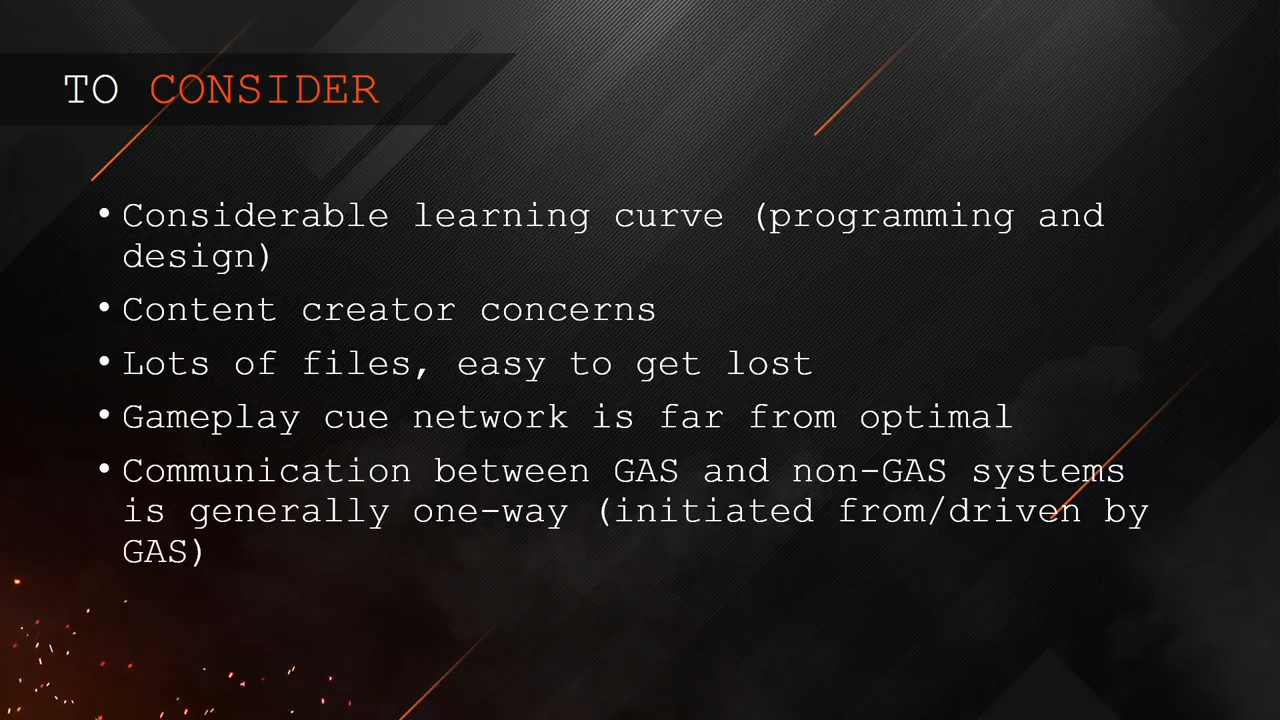 TO CONSIDER
• Considerable learning curve (programming and
design)
• Content creator concerns
• Lots of files, easy to get lost
• Gameplay cue network is far from optimal
• Communication between GAS and non-GAS systems
is generally one-way (initiated from/driven by
GAS)